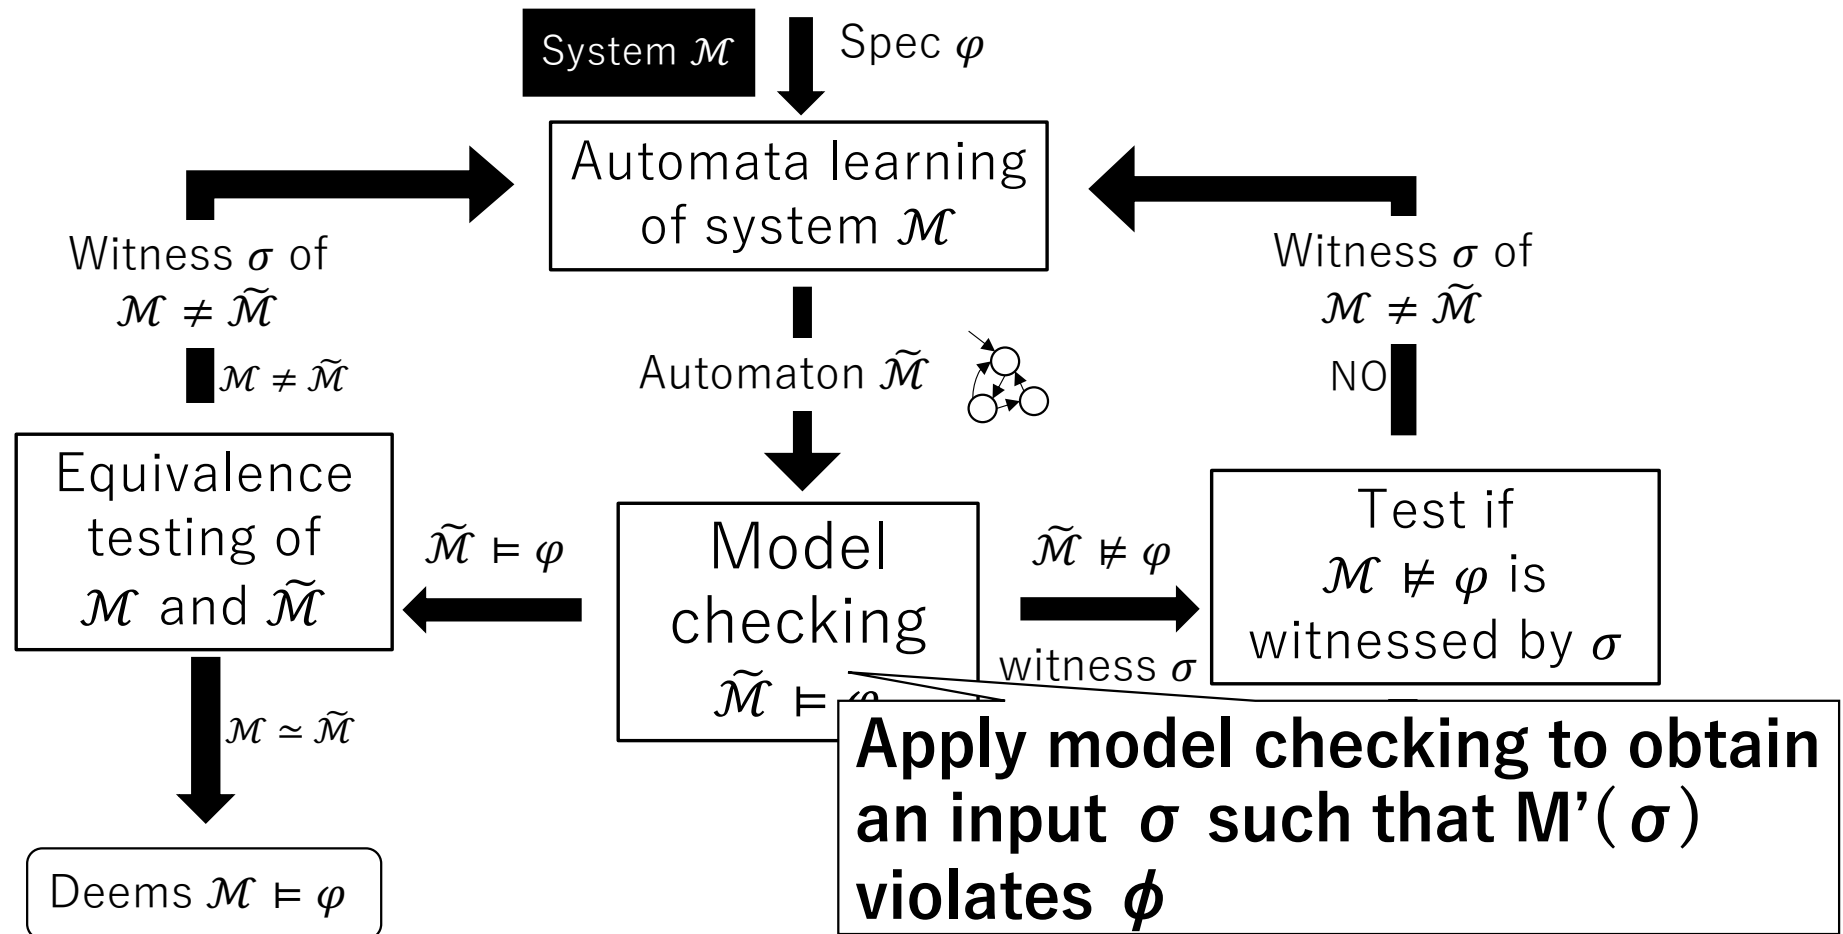 System ℳ
Spec φ
Automata learning
of system ℳ
Witness σ of
ℳ ≠ ℳ̃
ℳ ≠ ℳ̃
Automaton ℳ̃
Witness σ of
ℳ ≠ ℳ̃
NO
Equivalence
testing of
ℳ and ℳ̃
ℳ̃ ⊨ φ
Model
checking
ℳ̃ ⊨ φ
ℳ̃ ⊭ φ
witness σ
Test if
ℳ ⊭ φ is
witnessed by σ
ℳ ≃ ℳ̃
Deems ℳ ⊨ φ
Apply model checking to obtain
an input σ such that M’(σ)
violates ϕ